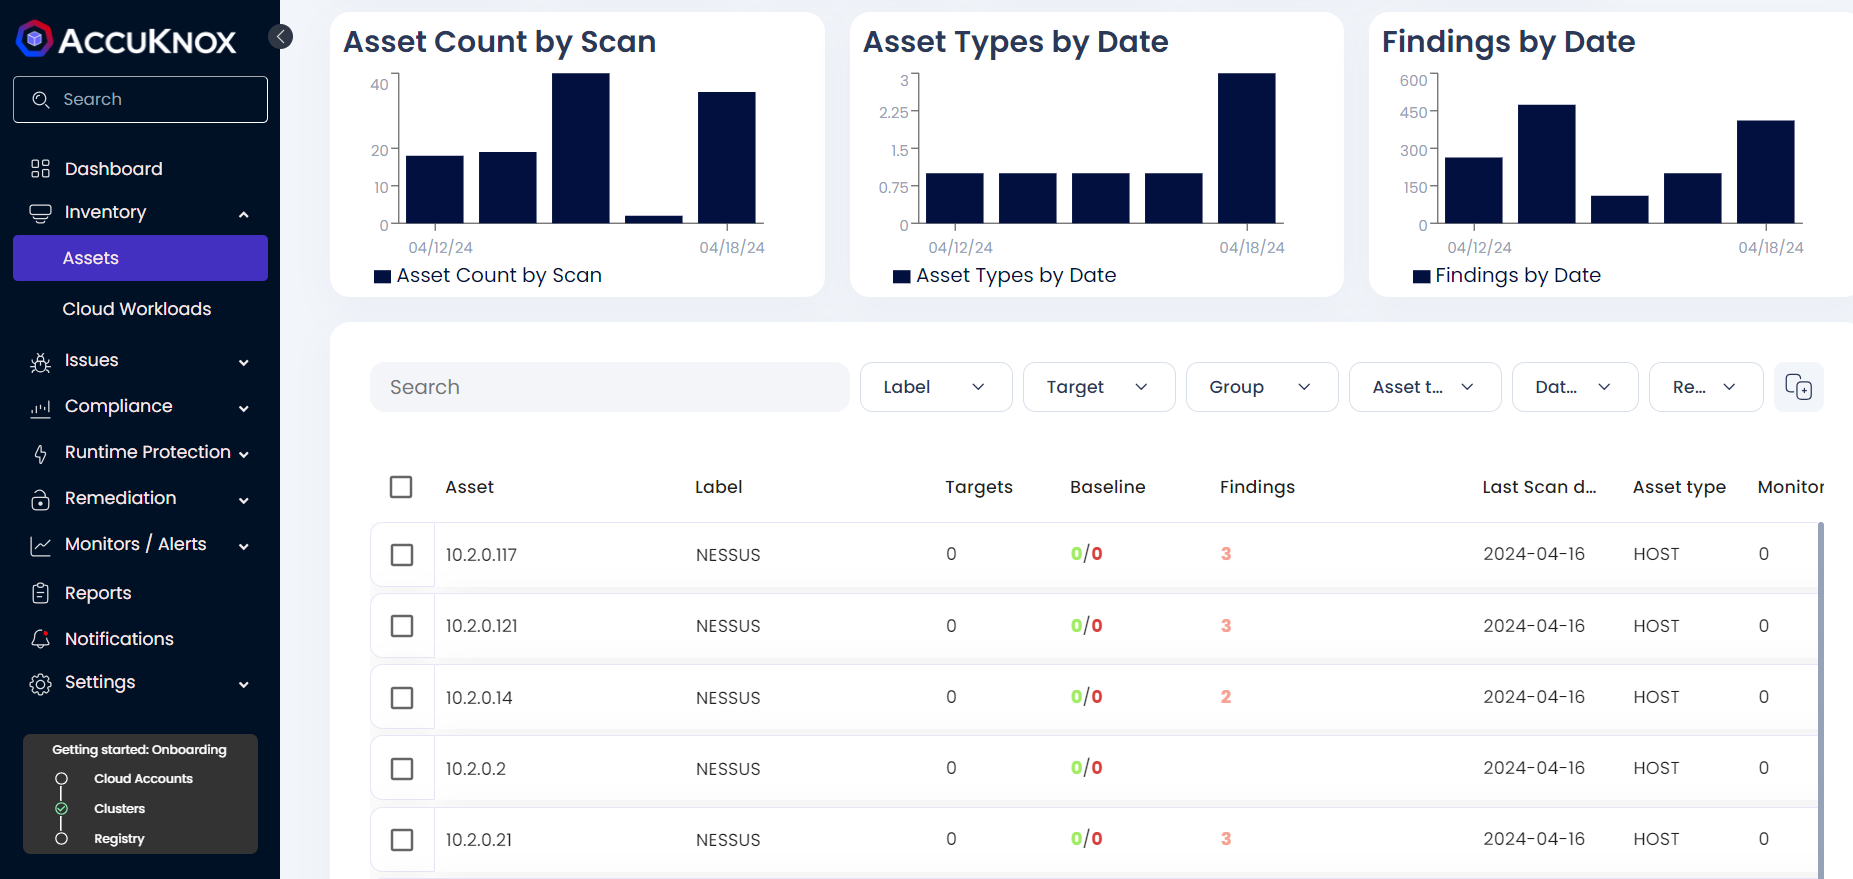 ACCUKNOX
Search
Dashboard
Inventory
Assets
Cloud Workloads
Issues
Compliance
Runtime Protection
Remediation
Monitors / Alerts
Reports
Notifications
Settings
Getting started: Onboarding
Cloud Accounts
Clusters
Registry
Asset Count by Scan
40
20
10
0
04/12/24 04/18/24
Asset Count by Scan
Asset Types by Date
3
2.25
1.5
0.75
0
04/12/24 04/18/24
Asset Types by Date
Findings by Date
600
450
300
150
0
04/12/24 04/18/24
Findings by Date
Search Label Target Group Asset t... Dat... Re...
Asset Label Targets Baseline Findings Last Scan d... Asset type Monitor
10.2.0.117 NESSUS 0 0/0 3 2024-04-16 HOST 0
10.2.0.121 NESSUS 0 0/0 3 2024-04-16 HOST 0
10.2.0.14 NESSUS 0 0/0 2 2024-04-16 HOST 0
10.2.0.2 NESSUS 0 0/0 2024-04-16 HOST 0
10.2.0.21 NESSUS 0 0/0 3 2024-04-16 HOST 0